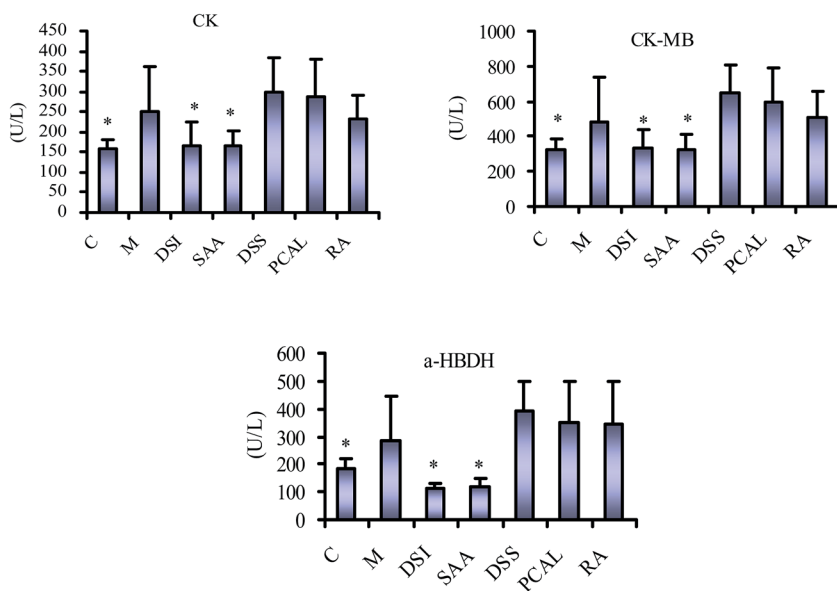 CK
(U/L)
450
400
350
300
250
200
150
100
50
0
* * *
C M DSI SAA DSS PCAL RA
CK-MB
(U/L)
1000
800
600
400
200
0
* * *
C M DSI SAA DSS PCAL RA
a-HBDH
(U/L)
600
500
400
300
200
100
0
* * *
C M DSI SAA DSS PCAL RA